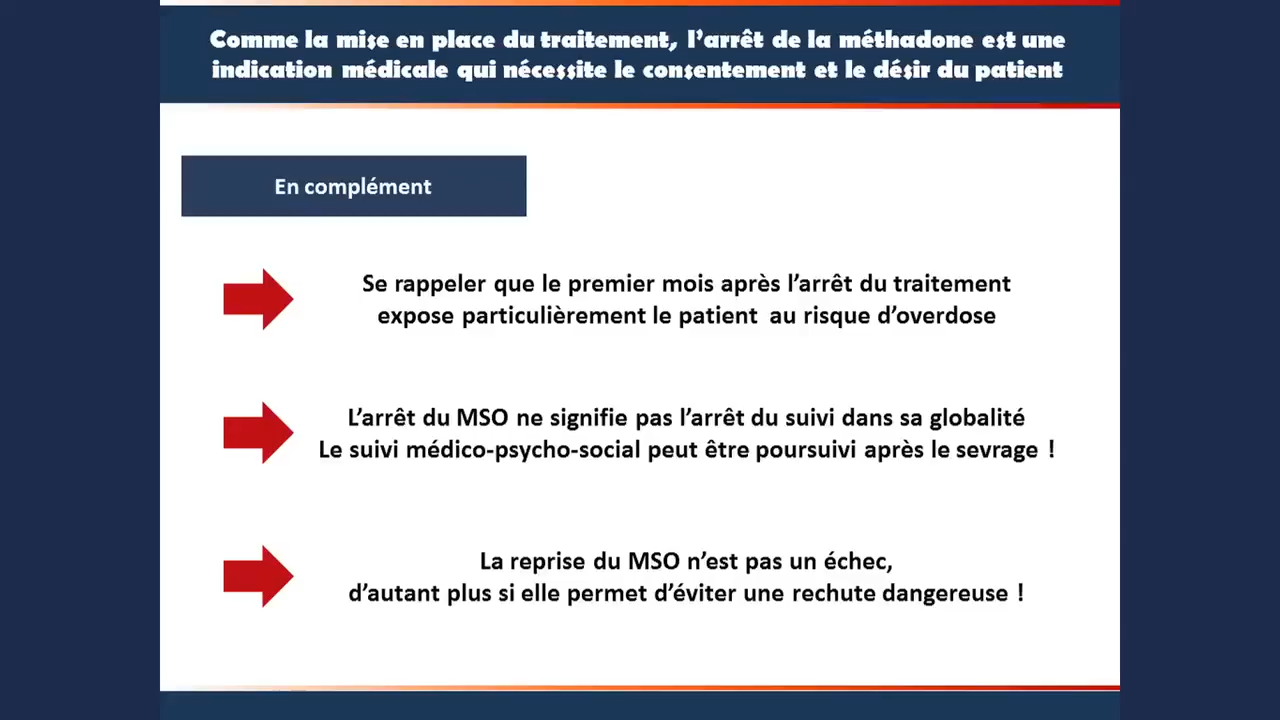 Comme la mise en place du traitement, l’arrêt de la méthadone est une
indication médicale qui nécessite le consentement et le désir du patient
En complément
Se rappeler que le premier mois après l’arrêt du traitement
expose particulièrement le patient au risque d’overdose
L’arrêt du MSO ne signifie pas l’arrêt du suivi dans sa globalité
Le suivi médico-psycho-social peut être poursuivi après le sevrage !
La reprise du MSO n’est pas un échec,
d’autant plus si elle permet d’éviter une rechute dangereuse !